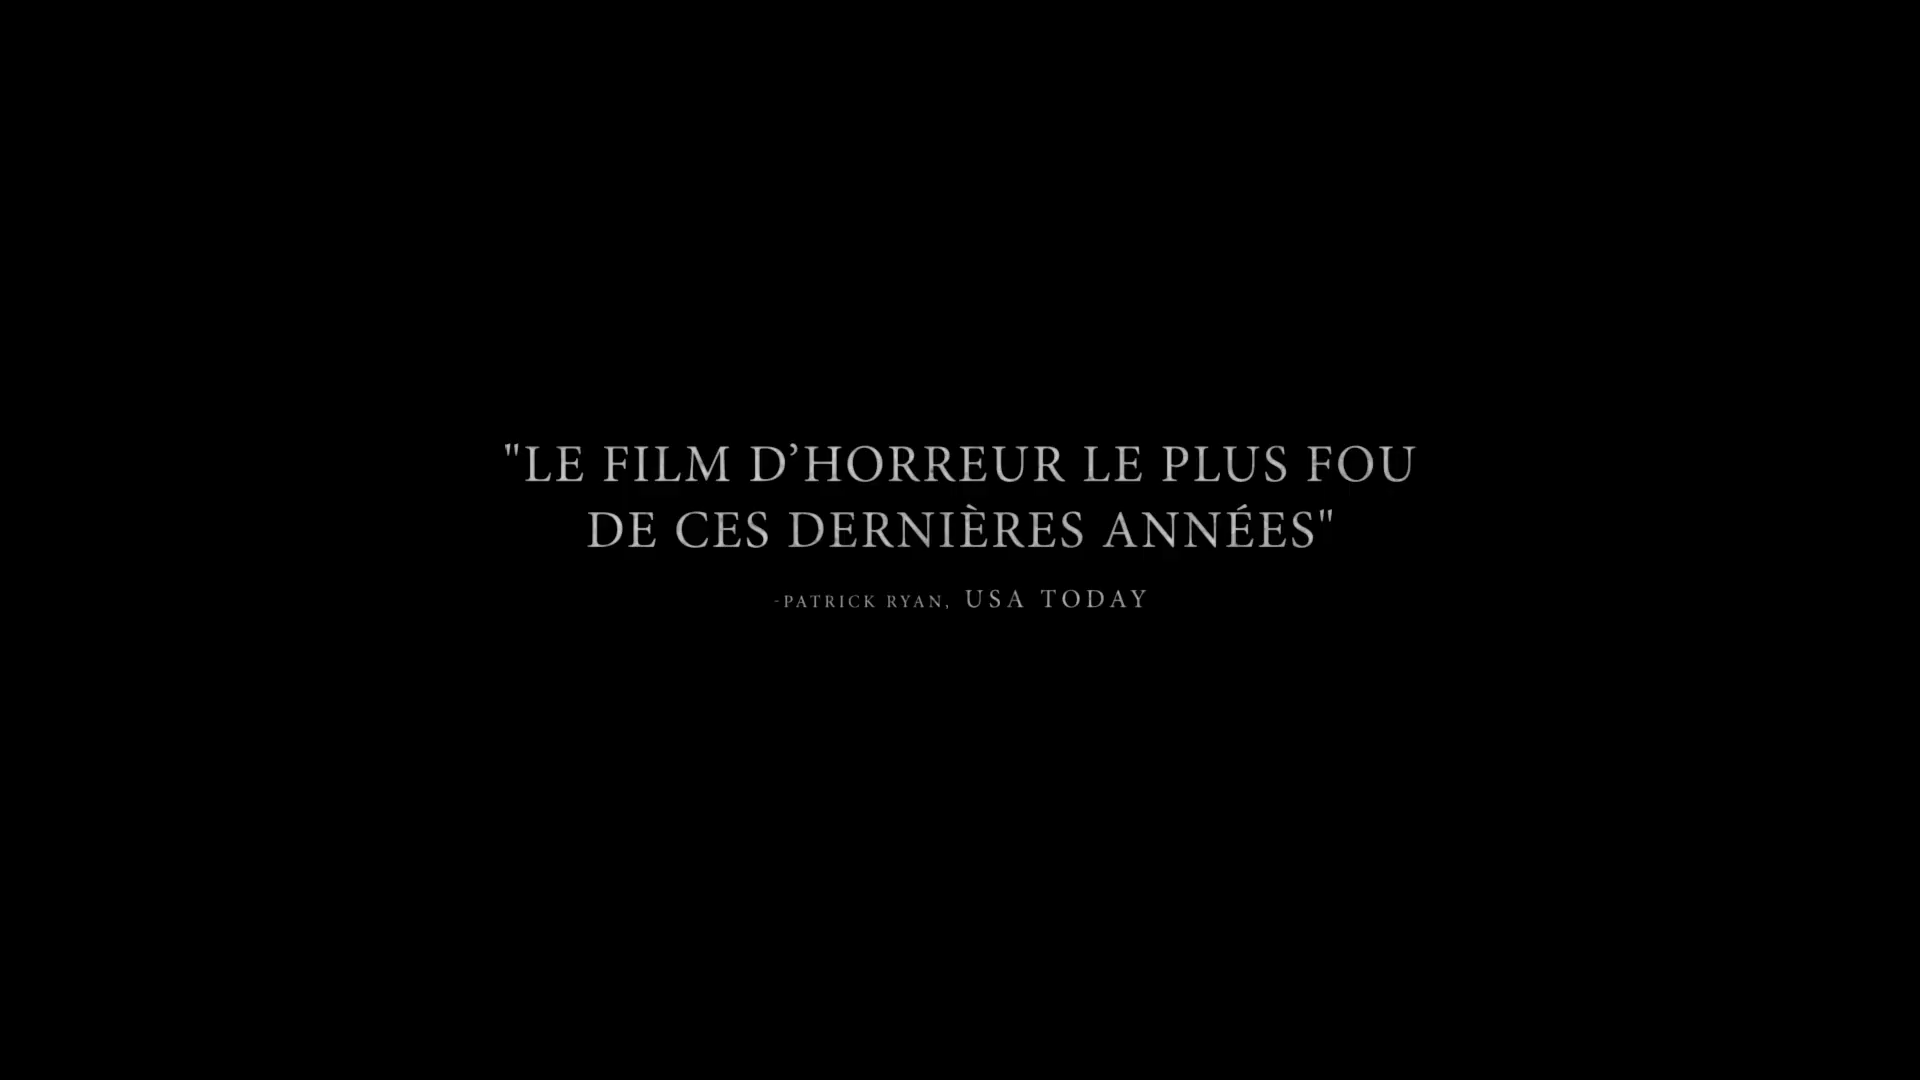 "LE FILM D’HORREUR LE PLUS FOU
DE CES DERNIÈRES ANNÉES"
-PATRICK RYAN, USA TODAY